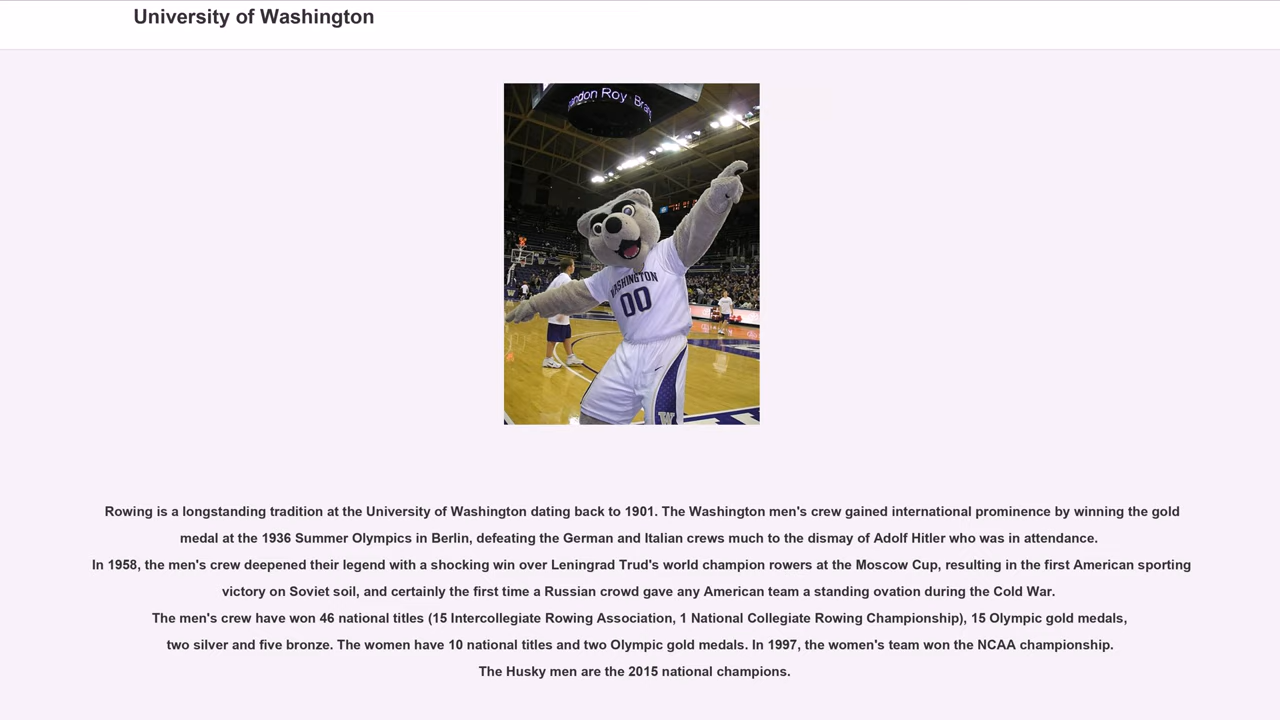 University of Washington
andon Roy Bran
WASHINGTON
00
W
Rowing is a longstanding tradition at the University of Washington dating back to 1901. The Washington men's crew gained international prominence by winning the gold
medal at the 1936 Summer Olympics in Berlin, defeating the German and Italian crews much to the dismay of Adolf Hitler who was in attendance.
In 1958, the men's crew deepened their legend with a shocking win over Leningrad Trud's world champion rowers at the Moscow Cup, resulting in the first American sporting
victory on Soviet soil, and certainly the first time a Russian crowd gave any American team a standing ovation during the Cold War.
The men's crew have won 46 national titles (15 Intercollegiate Rowing Association, 1 National Collegiate Rowing Championship), 15 Olympic gold medals,
two silver and five bronze. The women have 10 national titles and two Olympic gold medals. In 1997, the women's team won the NCAA championship.
The Husky men are the 2015 national champions.